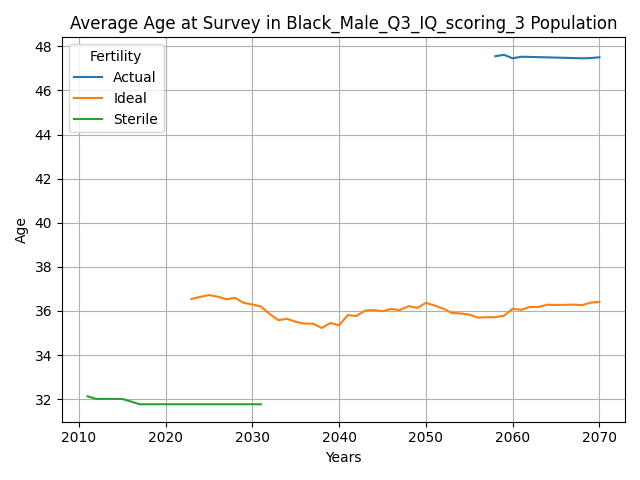 Average Age at Survey in Black_Male_Q3_IQ_scoring_3 Population
48
46
44
42
40
38
36
34
32
Age
Fertility
Actual
Ideal
Sterile
2010 2020 2030 2040 2050 2060 2070
Years